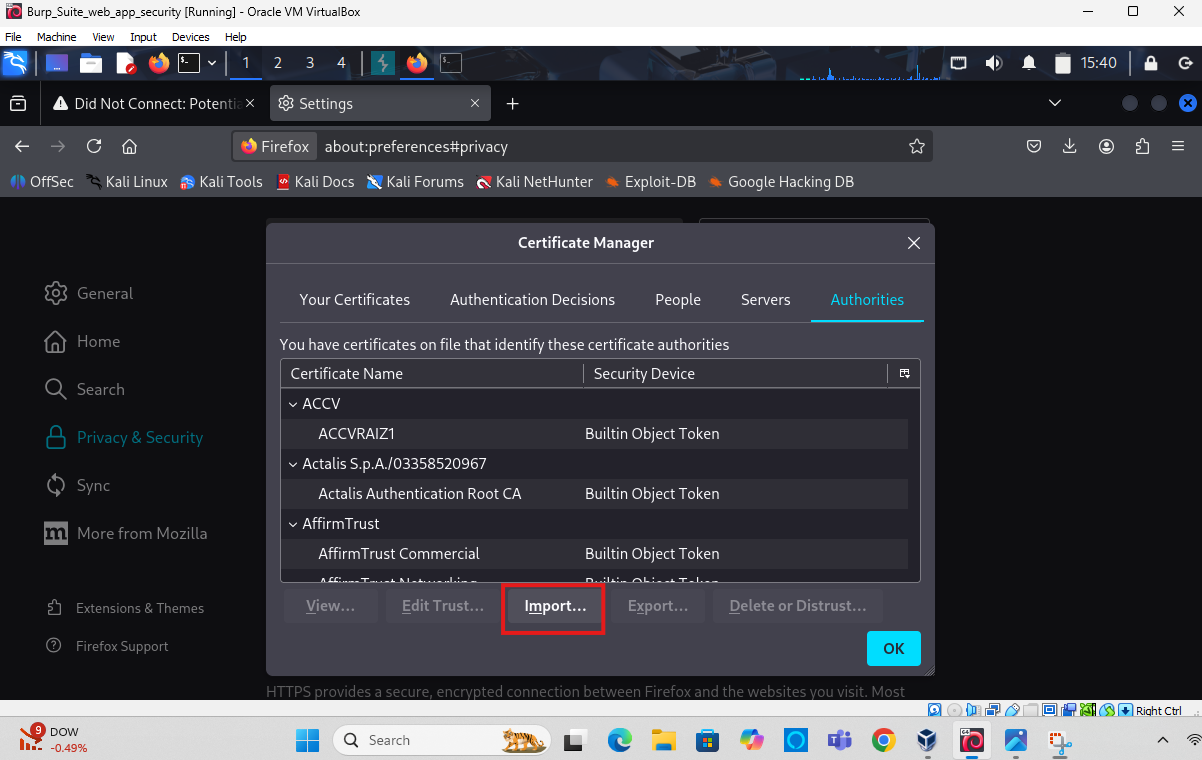 Burp_Suite_web_app_security [Running] - Oracle VM VirtualBox
File Machine View Input Devices Help
1 2 3 4 15:40
Did Not Connect: Potentia Settings
Firefox about:preferences#privacy
OffSec Kali Linux Kali Tools Kali Docs Kali Forums Kali NetHunter Exploit-DB Google Hacking DB
Certificate Manager
Your Certificates Authentication Decisions People Servers Authorities
You have certificates on file that identify these certificate authorities
Certificate Name Security Device
ACCV
ACCVRAIZ1 Builtin Object Token
Actalis S.p.A./03358520967
Actalis Authentication Root CA Builtin Object Token
AffirmTrust
AffirmTrust Commercial Builtin Object Token
AffirmTrust Networking Builtin Object Token
View... Edit Trust... Import... Export... Delete or Distrust...
OK
General
Home
Search
Privacy & Security
Sync
m More from Mozilla
Extensions & Themes
Firefox Support
HTTPS provides a secure, encrypted connection between Firefox and the websites you visit. Most
Right Ctrl
9 DOW
-0.49%
Search